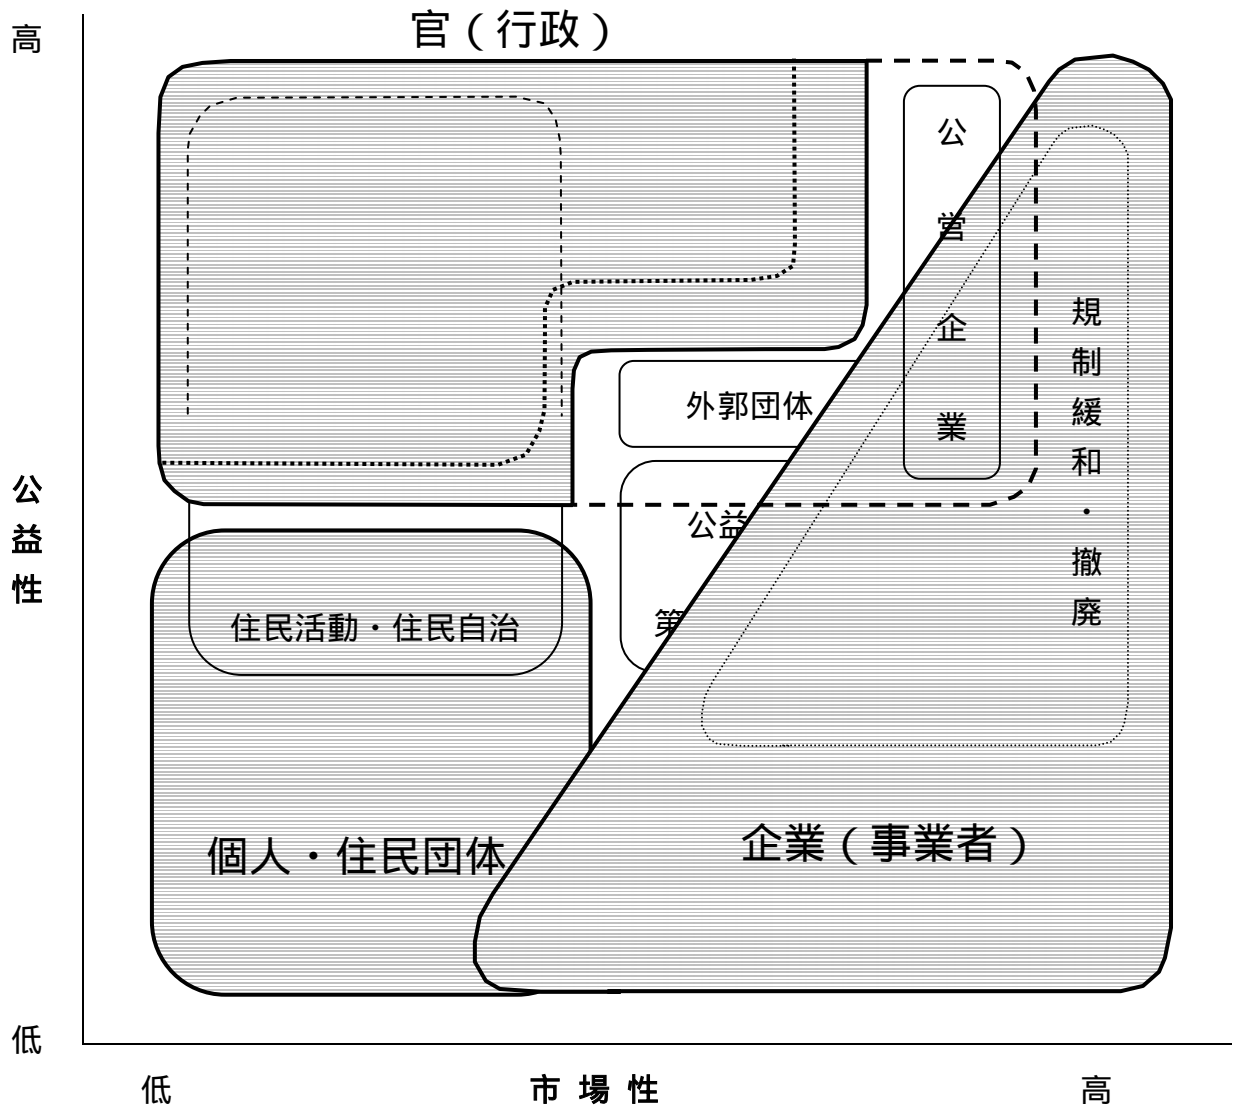 高
官（行政）
公営企業
規制緩和・撤廃
外郭団体
公益
公益性
第
住民活動・住民自治
個人・住民団体
企業（事業者）
低
低
市場性
高